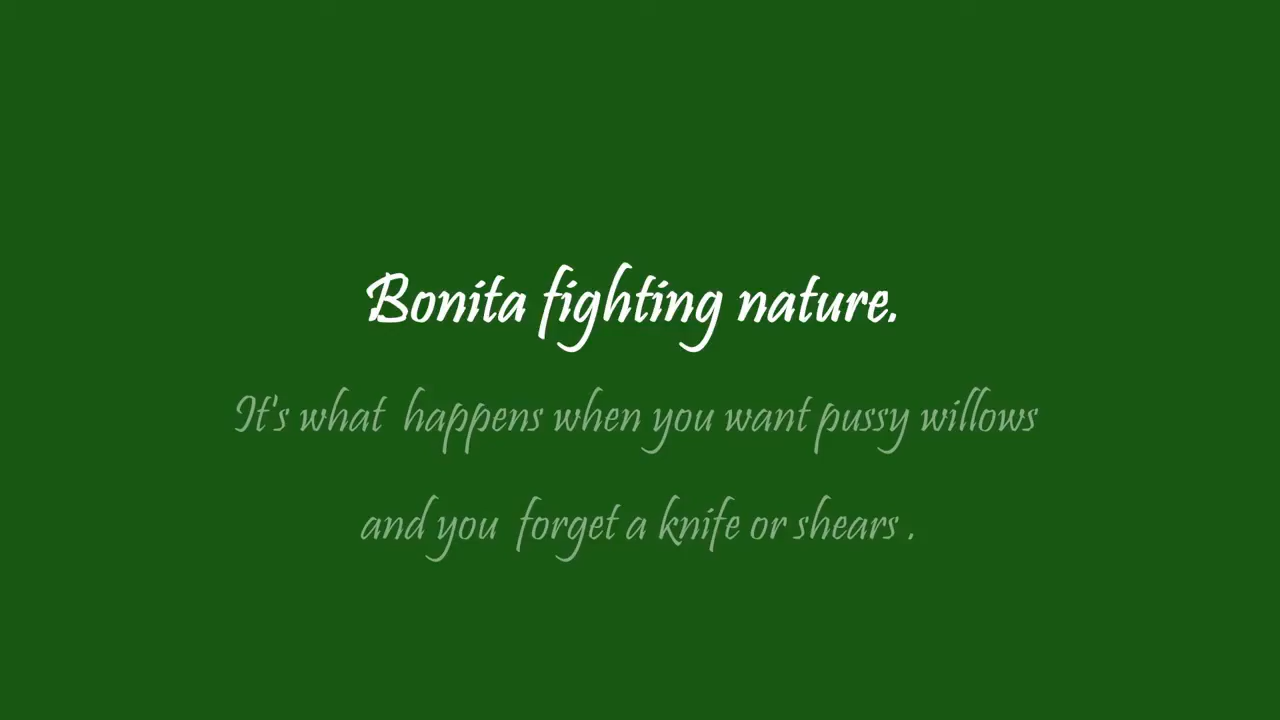 Bonita fighting nature.
It's what happens when you want pussy willows
and you forget a knife or shears .